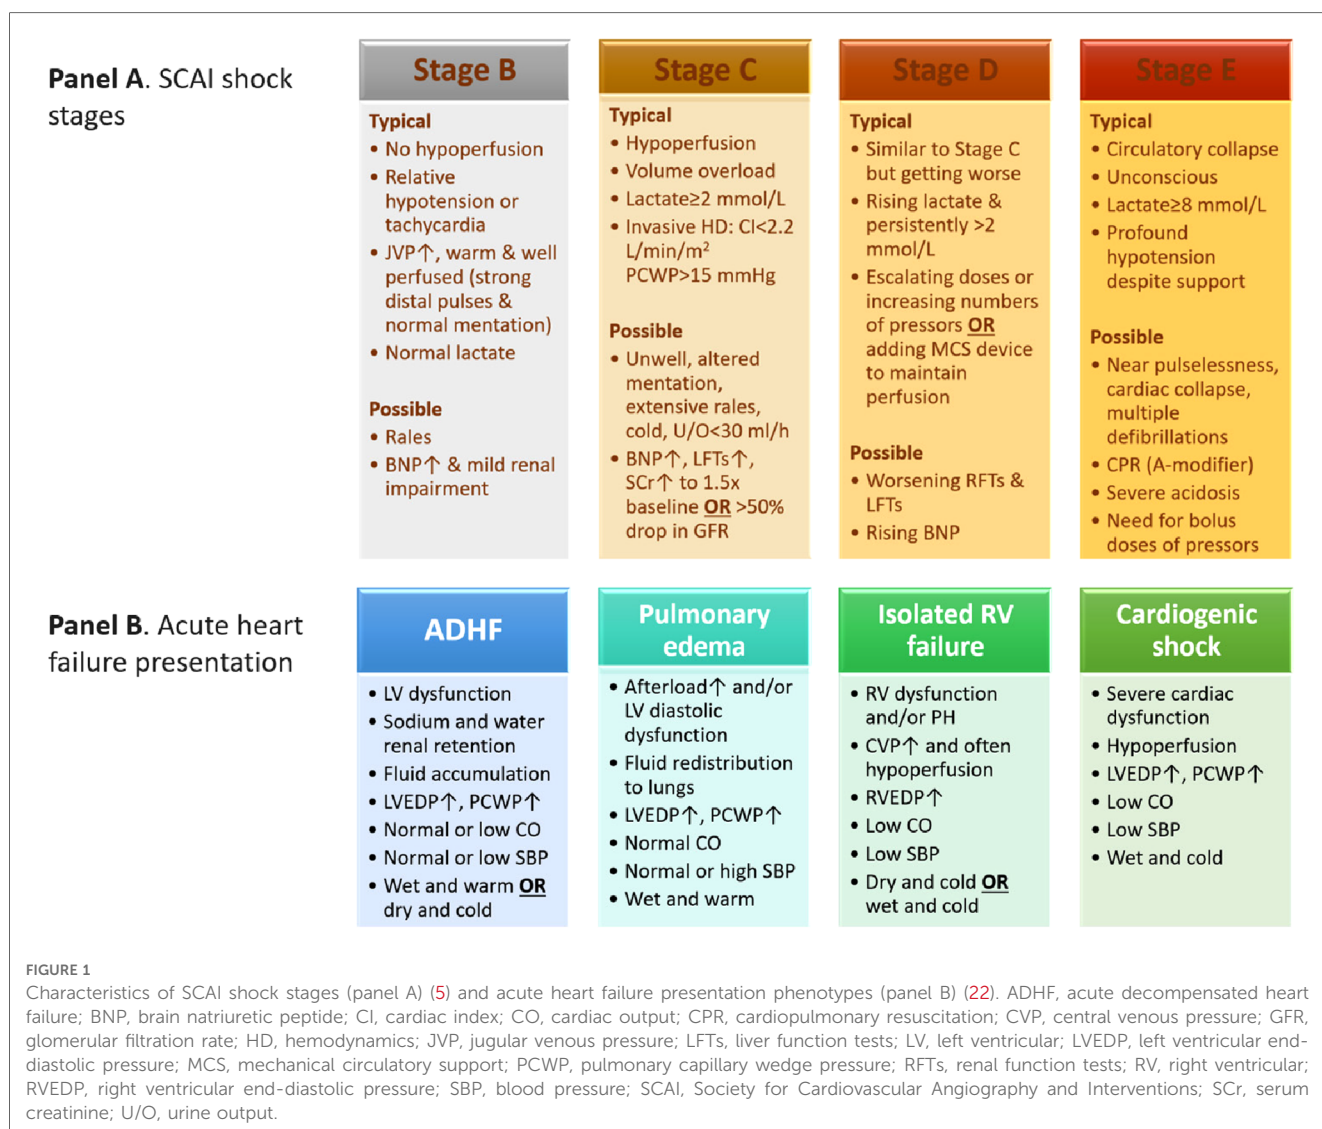 Panel A. SCAI shock
stages
Stage B
Typical
• No hypoperfusion
• Relative
hypotension or
tachycardia
• JVP↑, warm & well
perfused (strong
distal pulses &
normal mentation)
• Normal lactate
Possible
• Rales
• BNP↑ & mild renal
impairment
Stage C
Typical
• Hypoperfusion
• Volume overload
• Lactate≥2 mmol/L
• Invasive HD: CI<2.2
L/min/m²
PCWP>15 mmHg
Possible
• Unwell, altered
mentation,
extensive rales,
cold, U/O<30 ml/h
• BNP↑, LFTs↑,
SCr↑ to 1.5x
baseline OR >50%
drop in GFR
Stage D
Typical
• Similar to Stage C
but getting worse
• Rising lactate &
persistently >2
mmol/L
• Escalating doses or
increasing numbers
of pressors OR
adding MCS device
to maintain
perfusion
Possible
• Worsening RFTs &
LFTs
• Rising BNP
Stage E
Typical
• Circulatory collapse
• Unconscious
• Lactate≥8 mmol/L
• Profound
hypotension
despite support
Possible
• Near pulselessness,
cardiac collapse,
multiple
defibrillations
• CPR (A-modifier)
• Severe acidosis
• Need for bolus
doses of pressors
Panel B. Acute heart
failure presentation
ADHF
• LV dysfunction
• Sodium and water
renal retention
• Fluid accumulation
• LVEDP↑, PCWP↑
• Normal or low CO
• Normal or low SBP
• Wet and warm OR
dry and cold
Pulmonary
edema
• Afterload↑ and/or
LV diastolic
dysfunction
• Fluid redistribution
to lungs
• LVEDP↑, PCWP↑
• Normal CO
• Normal or high SBP
• Wet and warm
Isolated RV
failure
• RV dysfunction
and/or PH
• CVP↑ and often
hypoperfusion
• RVEDP↑
• Low CO
• Low SBP
• Dry and cold OR
wet and cold
Cardiogenic
shock
• Severe cardiac
dysfunction
• Hypoperfusion
• LVEDP↑, PCWP↑
• Low CO
• Low SBP
• Wet and cold
FIGURE 1
Characteristics of SCAI shock stages (panel A) (5) and acute heart failure presentation phenotypes (panel B) (22). ADHF, acute decompensated heart
failure; BNP, brain natriuretic peptide; CI, cardiac index; CO, cardiac output; CPR, cardiopulmonary resuscitation; CVP, central venous pressure; GFR,
glomerular filtration rate; HD, hemodynamics; JVP, jugular venous pressure; LFTs, liver function tests; LV, left ventricular; LVEDP, left ventricular end-
diastolic pressure; MCS, mechanical circulatory support; PCWP, pulmonary capillary wedge pressure; RFTs, renal function tests; RV, right ventricular;
RVEDP, right ventricular end-diastolic pressure; SBP, blood pressure; SCAI, Society for Cardiovascular Angiography and Interventions; SCr, serum
creatinine; U/O, urine output.